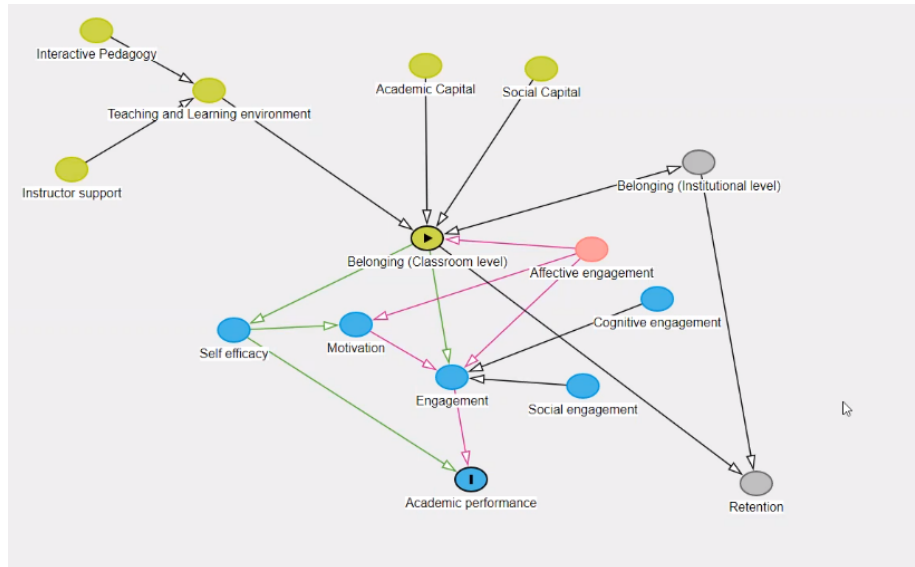 Interactive Pedagogy
Academic Capital
Social Capital
Teaching and Learning environment
Instructor support
Belonging (Institutional level)
Belonging (Classroom level)
Affective engagement
Cognitive engagement
Self efficacy
Motivation
Engagement
Social engagement
Academic performance
Retention